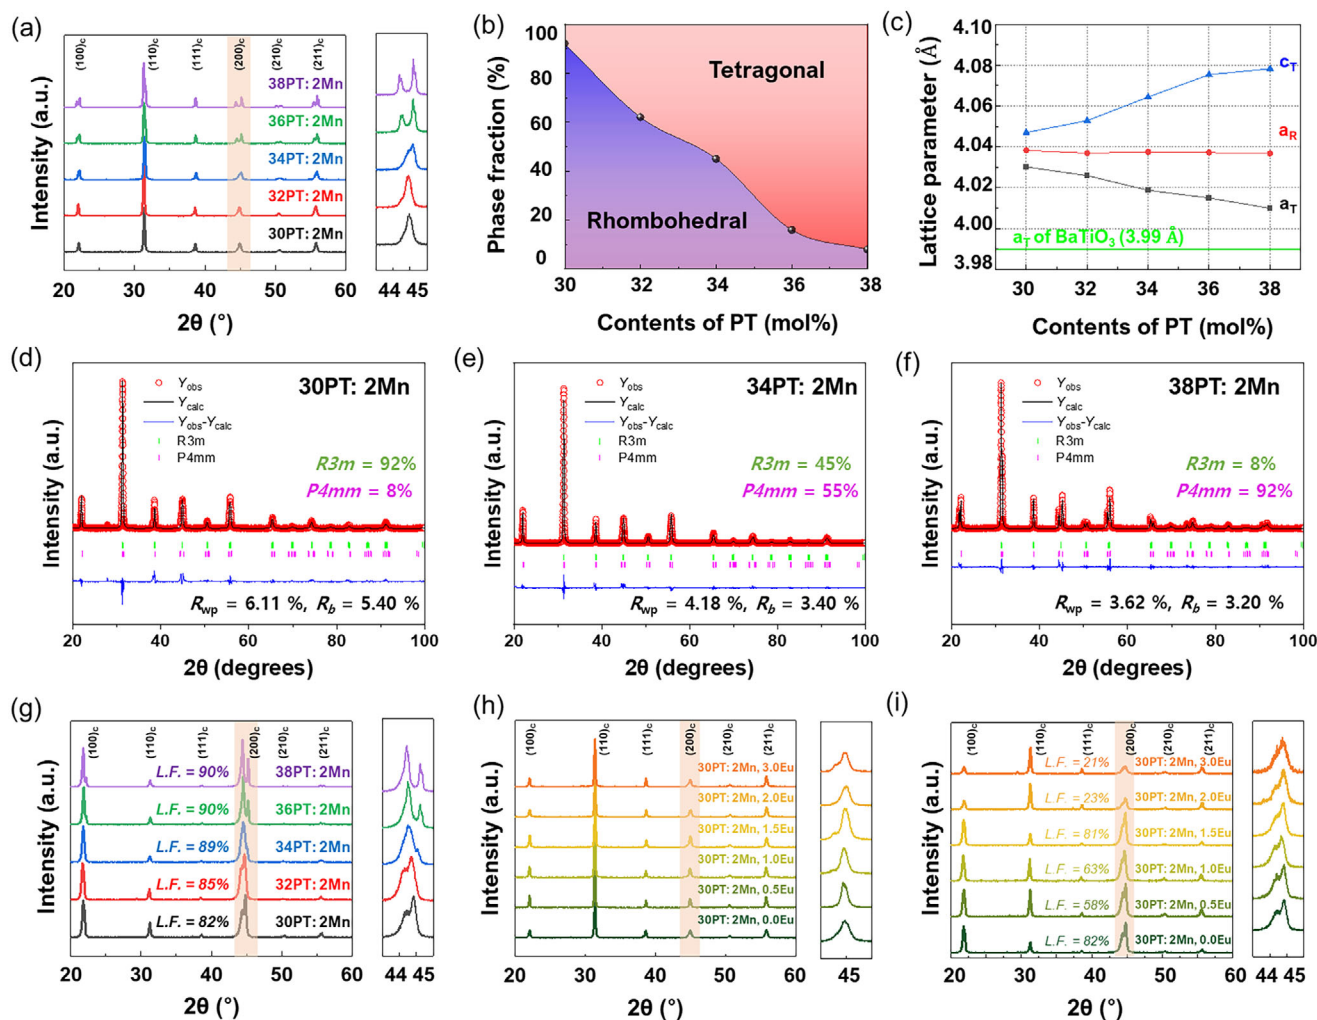 (a)
Intensity (a.u.)
(100)c (110)c (111)c (200)c (210)c (211)c
38PT: 2Mn
36PT: 2Mn
34PT: 2Mn
32PT: 2Mn
30PT: 2Mn
20 30 40 50 60 44 45
2θ (°)
(b)
Phase fraction (%)
100
80
60
40
20
0
Tetragonal
Rhombohedral
30 32 34 36 38
Contents of PT (mol%)
(c)
Lattice parameter (Å)
4.08
4.06
4.04
4.02
4.00
3.98
cT
aR
aT
aT of BaTiO3 (3.99 Å)
30 32 34 36 38
Contents of PT (mol%)
(d)
Intensity (a.u.)
Yobs
Ycalc
Yobs-Ycalc
R3m
P4mm
30PT: 2Mn
R3m = 92%
P4mm = 8%
Rwp = 6.11 %, Rb = 5.40 %
20 40 60 80 100
2θ (degrees)
(e)
Intensity (a.u.)
Yobs
Ycalc
Yobs-Ycalc
R3m
P4mm
34PT: 2Mn
R3m = 45%
P4mm = 55%
Rwp = 4.18 %, Rb = 3.40 %
20 40 60 80 100
2θ (degrees)
(f)
Intensity (a.u.)
Yobs
Ycalc
Yobs-Ycalc
R3m
P4mm
38PT: 2Mn
R3m = 8%
P4mm = 92%
Rwp = 3.62 %, Rb = 3.20 %
20 40 60 80 100
2θ (degrees)
(g)
Intensity (a.u.)
(100)c (110)c (111)c (200)c (210)c (211)c
L.F. = 90% 38PT: 2Mn
L.F. = 90% 36PT: 2Mn
L.F. = 89% 34PT: 2Mn
L.F. = 85% 32PT: 2Mn
L.F. = 82% 30PT: 2Mn
20 30 40 50 60 44 45
2θ (°)
(h)
Intensity (a.u.)
(100)c (110)c (111)c (200)c (210)c (211)c
30PT: 2Mn, 3.0Eu
30PT: 2Mn, 2.0Eu
30PT: 2Mn, 1.5Eu
30PT: 2Mn, 1.0Eu
30PT: 2Mn, 0.5Eu
30PT: 2Mn, 0.0Eu
20 30 40 50 60 45
2θ (°)
(i)
Intensity (a.u.)
(100)c (110)c (111)c (200)c (210)c (211)c
L.F. = 21% 30PT: 2Mn, 3.0Eu
L.F. = 23% 30PT: 2Mn, 2.0Eu
L.F. = 81% 30PT: 2Mn, 1.5Eu
L.F. = 63% 30PT: 2Mn, 1.0Eu
L.F. = 58% 30PT: 2Mn, 0.5Eu
L.F. = 82% 30PT: 2Mn, 0.0Eu
20 30 40 50 60 44 45
2θ (°)